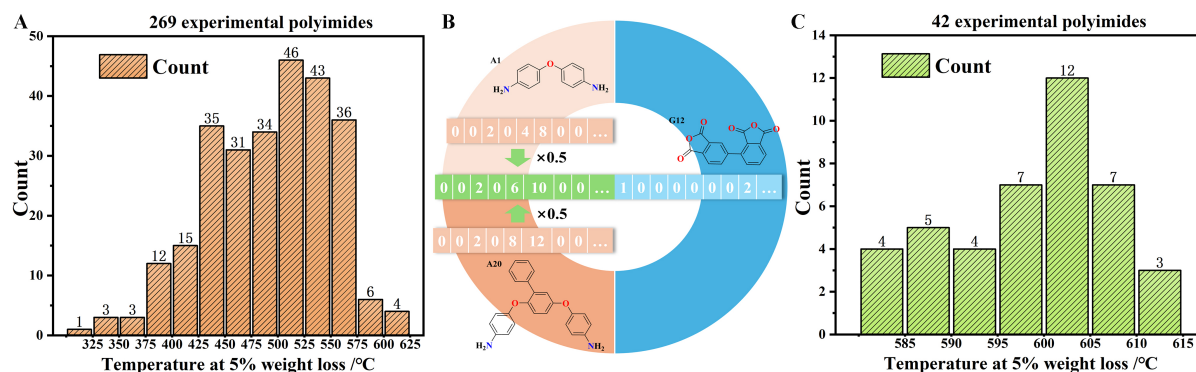 A
269 experimental polyimides
50
40
30
20
10
0
Count
Count
1
3
3
12
15
35
31
34
46
43
36
6
4
325 350 375 400 425 450 475 500 525 550 575 600 625
Temperature at 5% weight loss /°C
B
A1
O
H2N
NH2
0 0 2 0 4 8 0 0 ...
×0.5
0 0 2 0 6 10 0 0 ... 1 0 0 0 0 0 0 2 ...
×0.5
0 0 2 0 8 12 0 0 ...
A20
O
O
H2N
NH2
G12
O
O
O
O
O
O
C
42 experimental polyimides
14
12
10
8
6
4
2
0
Count
Count
4
5
4
7
12
7
3
585 590 595 600 605 610 615
Temperature at 5% weight loss /°C